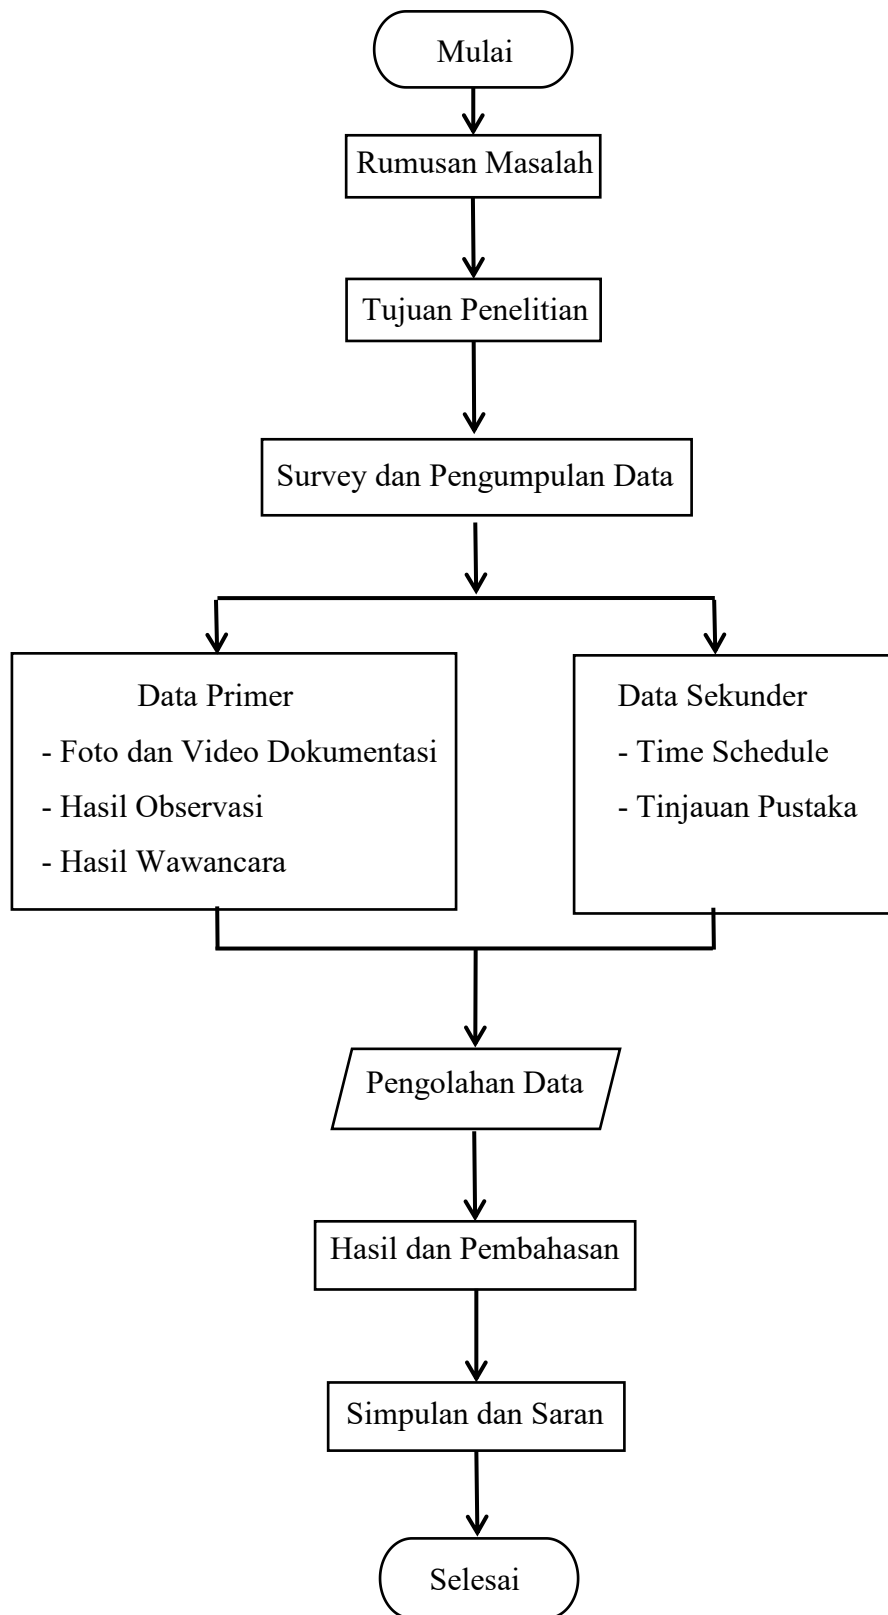 Mulai
Rumusan Masalah
Tujuan Penelitian
Survey dan Pengumpulan Data
Data Primer
- Foto dan Video Dokumentasi
- Hasil Observasi
- Hasil Wawancara
Data Sekunder
- Time Schedule
- Tinjauan Pustaka
Pengolahan Data
Hasil dan Pembahasan
Simpulan dan Saran
Selesai